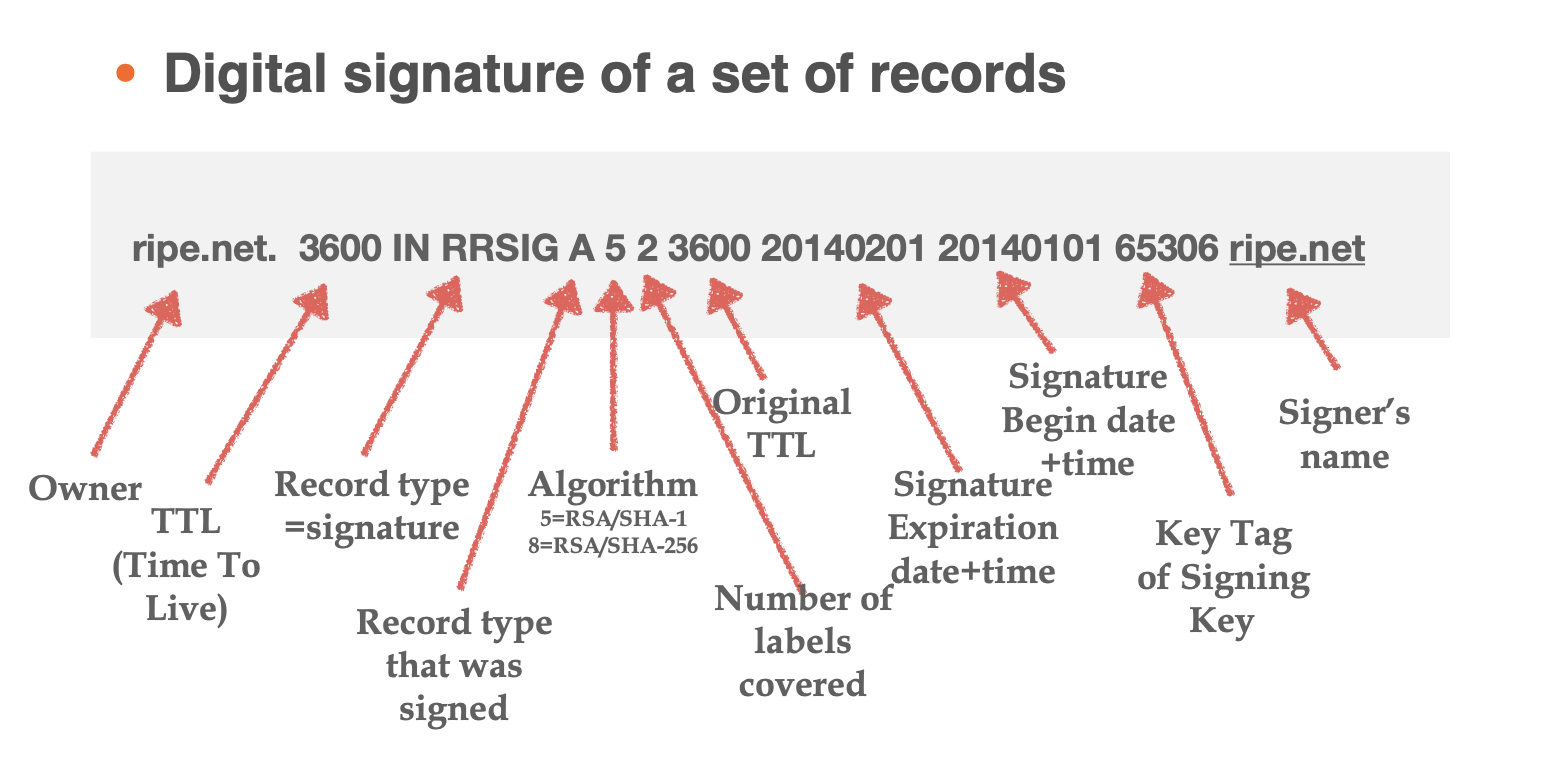 • Digital signature of a set of records
ripe.net. 3600 IN RRSIG A 5 2 3600 20140201 20140101 65306 ripe.net
Owner
TTL
(Time To
Live)
Record type
=signature
Record type
that was
signed
Algorithm
5=RSA/SHA-1
8=RSA/SHA-256
Number of
labels
covered
Original
TTL
Signature
Expiration
date+time
Signature
Begin date
+time
Key Tag
of Signing
Key
Signer’s
name